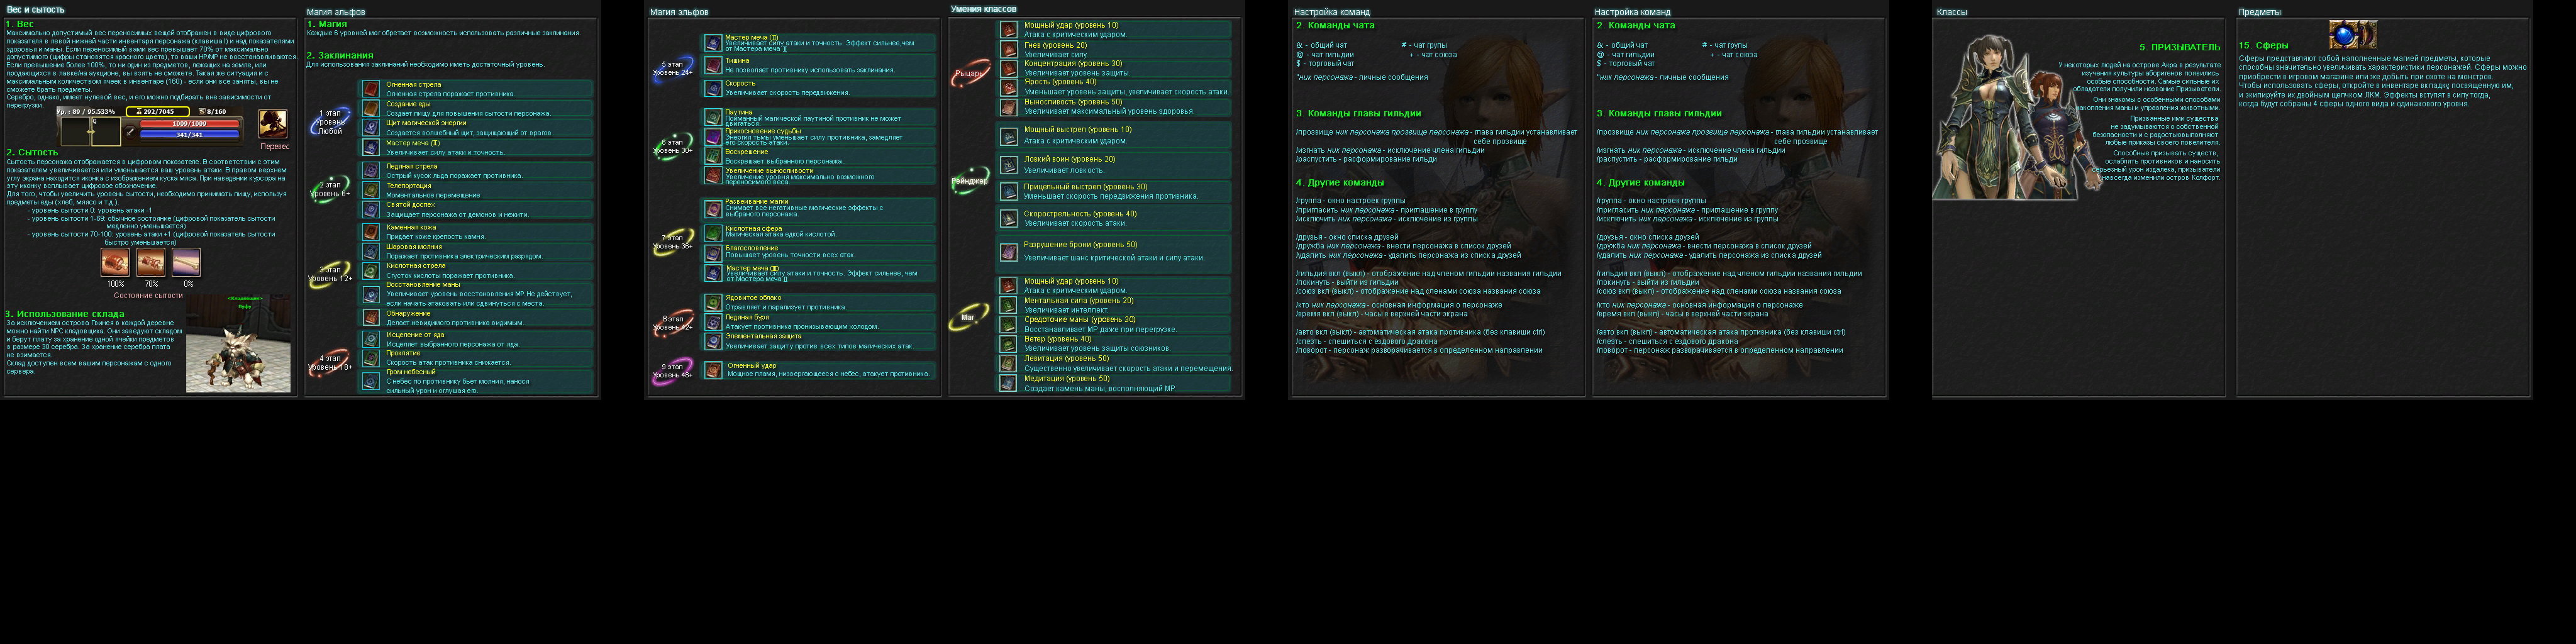 Вес и сытость
1. Вес
Максимально допустимый вес переносимых вещей отображен в виде цифрового
показателя в левой нижней части инвентаря персонажа (клавиша I) и над показателями
здоровья и маны. Если переносимый вами вес превышает 70% от максимально
допустимого (цифры становятся красного цвета), то ваши HP/MP не восстанавливаются.
Если превышение более 100%, то ни один из предметов, лежащих на земле, или
продающихся в лавке/на аукционе, вы взять не сможете. Такая же ситуация и с
максимальным количеством ячеек в инвентаре (160) - если они все заняты, вы не
сможете брать предметы.
Серебро, однако, имеет нулевой вес, и его можно подбирать вне зависимости от
перегрузки.
Ур. : 89 / 95.533%
292/7045
8/160
1009/1009
341/341
Перевес
2. Сытость
Сытость персонажа отображается в цифровом показателе. В соответствии с этим
показателем увеличивается или уменьшается ваш уровень атаки. В правом верхнем
углу экрана находится иконка с изображением куска мяса. При наведении курсора на
эту иконку всплывает цифровое обозначение.
Для того, чтобы увеличить уровень сытости, необходимо принимать пищу, используя
предметы еды (хлеб, мясо и т.д.).
- уровень сытости 0: уровень атаки -1
- уровень сытости 1-69: обычное состояние (цифровой показатель сытости
медленно уменьшается)
- уровень сытости 70-100: уровень атаки +1 (цифровой показатель сытости
быстро уменьшается)
100% 70% 0%
Состояние сытости
3. Использование склада
За исключением острова Гвинея в каждой деревне
можно найти NPC кладовщика. Они заведуют складом
и берут плату за хранение одной ячейки предметов
в размере 30 серебра. За хранение серебра плата
не взимается.
Склад доступен всем вашим персонажам с одного
сервера.
Магия эльфов
1. Магия
Каждые 6 уровней маг обретает возможность использовать различные заклинания.
2. Заклинания
Для использования заклинаний необходимо иметь достаточный уровень.
1 этап
Уровень
Любой
Огненная стрела
Огненная стрела поражает противника.
Создание еды
Создает пищу для повышения сытости персонажа.
Щит магической энергии
Создается волшебный щит, защищающий от врагов.
Мастер меча (I)
Увеличивает силу атаки и точность.
2 этап
Уровень 6+
Ледяная стрела
Острый кусок льда поражает противника.
Телепортация
Моментальное перемещение
Святой доспех
Защищает персонажа от демонов и нежити.
3 этап
Уровень 12+
Каменная кожа
Придает коже крепость камня.
Шаровая молния
Поражает противника электрическим разрядом.
Кислотная стрела
Сгусток кислоты поражает противника.
Восстановление маны
Увеличивает уровень восстановления MP. Не действует,
если начать атаковать или сдвинуться с места.
Обнаружение
Делает невидимого противника видимым.
4 этап
Уровень 18+
Исцеление от яда
Исцеляет выбранного персонажа от яда.
Проклятие
Скорость атак противника снижается.
Гром небесный
С небес по противнику бьет молния, нанося
сильный урон и оглушая его.
Магия эльфов
5 этап
Уровень 24+
Мастер меча (II)
Увеличивает силу атаки и точность. Эффект сильнее,чем
от Мастера меча I
Тишина
Не позволяет противнику использовать заклинания.
Скорость
Увеличивает скорость передвижения.
6 этап
Уровень 30+
Паутина
Пойманный магической паутиной противник не может
двигаться.
Прикосновение судьбы
Энергия тьмы уменьшает силу противника, замедляет
его скорость атаки.
Воскрешение
Воскрешает выбранного персонажа.
Увеличение выносливости
Увеличение уровня максимально возможного
переносимого веса.
7 этап
Уровень 36+
Развеивание магии
Снимает все негативные магические эффекты с
выбраного персонажа.
Кислотная сфера
Магическая атака едкой кислотой.
Благословление
Повышает уровень точности всех атак.
Мастер меча (III)
Увеличивает силу атаки и точность. Эффект сильнее, чем
от Мастера меча II
8 этап
Уровень 42+
Ядовитое облако
Отравляет и парализует противника.
Ледяная буря
Атакует противника пронизывающим холодом.
Элементальная защита
Увеличивает защиту против всех типов магических атак.
9 этап
Уровень 48+
Огненный удар
Мощное пламя, низвергающееся с небес, атакует противника.
Умения классов
Рыцарь
Мощный удар (уровень 10)
Атака с критическим ударом.
Гнев (уровень 20)
Увеличивает силу.
Концентрация (уровень 30)
Увеличивает уровень защиты.
Ярость (уровень 40)
Уменьшает уровень защиты, увеличивает скорость атаки.
Выносливость (уровень 50)
Увеличивает максимальный уровень здоровья.
Рейнджер
Мощный выстрел (уровень 10)
Атака с критическим ударом.
Ловкий воин (уровень 20)
Увеличивает ловкость.
Прицельный выстрел (уровень 30)
Уменьшает скорость передвижения противника.
Скорострельность (уровень 40)
Увеличивает скорость атаки.
Разрушение брони (уровень 50)
Увеличивает шанс критической атаки и силу атаки.
Маг
Мощный удар (уровень 10)
Атака с критическим ударом.
Ментальная сила (уровень 20)
Увеличивает интеллект.
Средоточие маны (уровень 30)
Восстанавливает MP даже при перегрузке.
Ветер (уровень 40)
Увеличивает уровень защиты союзников.
Левитация (уровень 50)
Существенно увеличивает скорость атаки и перемещения.
Медитация (уровень 50)
Создает камень маны, восполняющий MP.
Настройка команд
2. Команды чата
& - общий чат # - чат групы
@ - чат гильдии + - чат союза
$ - торговый чат
"ник персонажа - личные сообщения
3. Команды главы гильдии
/прозвище ник персонажа прозвище персонажа - глава гильдии устанавливает
себе прозвище
/изгнать ник персонажа - исключение члена гильдии
/распустить - расформирование гильди
4. Другие команды
/группа - окно настроек группы
/пригласить ник персонажа - приглашение в группу
/исключить ник персонажа - исключение из группы
/друзья - окно списка друзей
/дружба ник персонажа - внести персонажа в список друзей
/удалить ник персонажа - удалить персонажа из списка друзей
/гильдия вкл (выкл) - отображение над членом гильдии названия гильдии
/покинуть - выйти из гильдии
/союз вкл (выкл) - отображение над членами союза названия союза
/кто ник персонажа - основная информация о персонаже
/время вкл (выкл) - часы в верхней части экрана
/авто вкл (выкл) - автоматическая атака противника (без клавиши ctrl)
/слезть - спешиться с ездового дракона
/поворот - персонаж разворачивается в определенном направлении
Настройка команд
2. Команды чата
& - общий чат # - чат групы
@ - чат гильдии + - чат союза
$ - торговый чат
"ник персонажа - личные сообщения
3. Команды главы гильдии
/прозвище ник персонажа прозвище персонажа - глава гильдии устанавливает
себе прозвище
/изгнать ник персонажа - исключение члена гильдии
/распустить - расформирование гильди
4. Другие команды
/группа - окно настроек группы
/пригласить ник персонажа - приглашение в группу
/исключить ник персонажа - исключение из группы
/друзья - окно списка друзей
/дружба ник персонажа - внести персонажа в список друзей
/удалить ник персонажа - удалить персонажа из списка друзей
/гильдия вкл (выкл) - отображение над членом гильдии названия гильдии
/покинуть - выйти из гильдии
/союз вкл (выкл) - отображение над членами союза названия союза
/кто ник персонажа - основная информация о персонаже
/время вкл (выкл) - часы в верхней части экрана
/авто вкл (выкл) - автоматическая атака противника (без клавиши ctrl)
/слезть - спешиться с ездового дракона
/поворот - персонаж разворачивается в определенном направлении
Классы
5. ПРИЗЫВАТЕЛЬ
У некоторых людей на острове Акра в результате
изучения культуры аборигенов появились
особые способности. Самые сильные их
обладатели получили название Призыватели.
Они знакомы с особенными способами
накопления маны и управления животными.
Призванные ими существа
не задумываются о собственной
безопасности и с радостьювыполняют
любые приказы своего повелителя.
Способные призывать существ,
ослаблять противников и наносить
серьезный урон издалека, призыватели
навсегда изменили остров Колфорт.
Предметы
15. Сферы
Сферы представляют собой наполненные магией предметы, которые
способны значительно увеличивать характеристики персонажей. Сферы можно
приобрести в игровом магазине или же добыть при охоте на монстров.
Чтобы использовать сферы, откройте в инвентаре вкладку, посвященную им,
и экипируйте их двойным щелчком ЛКМ. Эффекты вступят в силу тогда,
когда будут собраны 4 сферы одного вида и одинакового уровня.